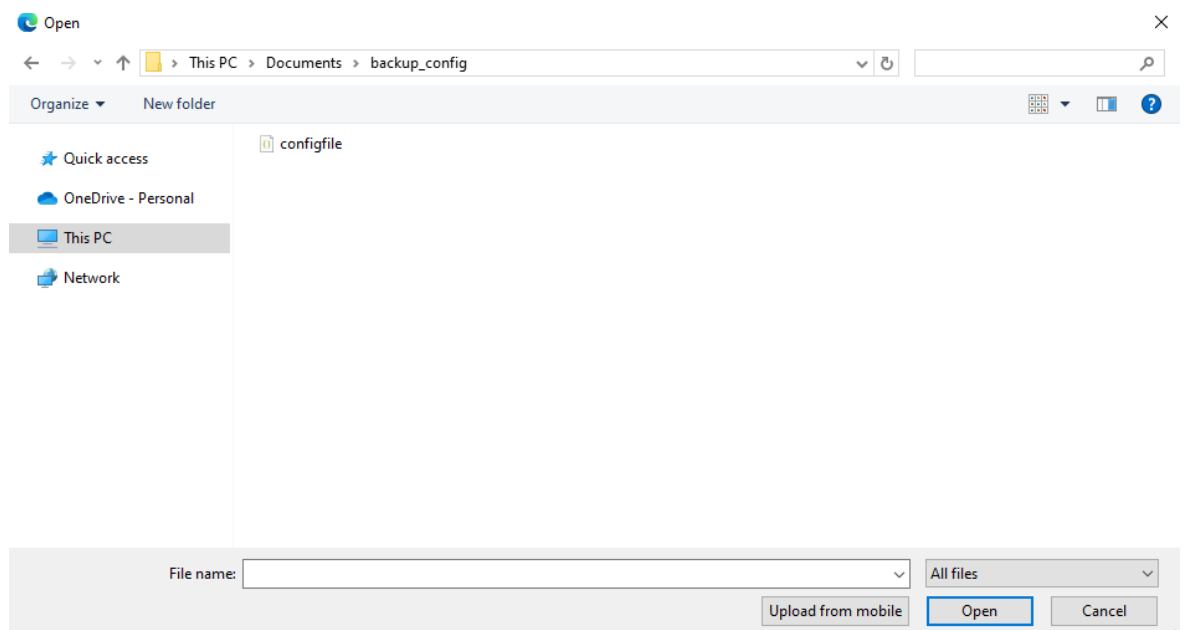 Open
This PC > Documents > backup_config
Organize New folder
?
Quick access
configfile
OneDrive - Personal
This PC
Network
File name:
All files
Upload from mobile Open Cancel